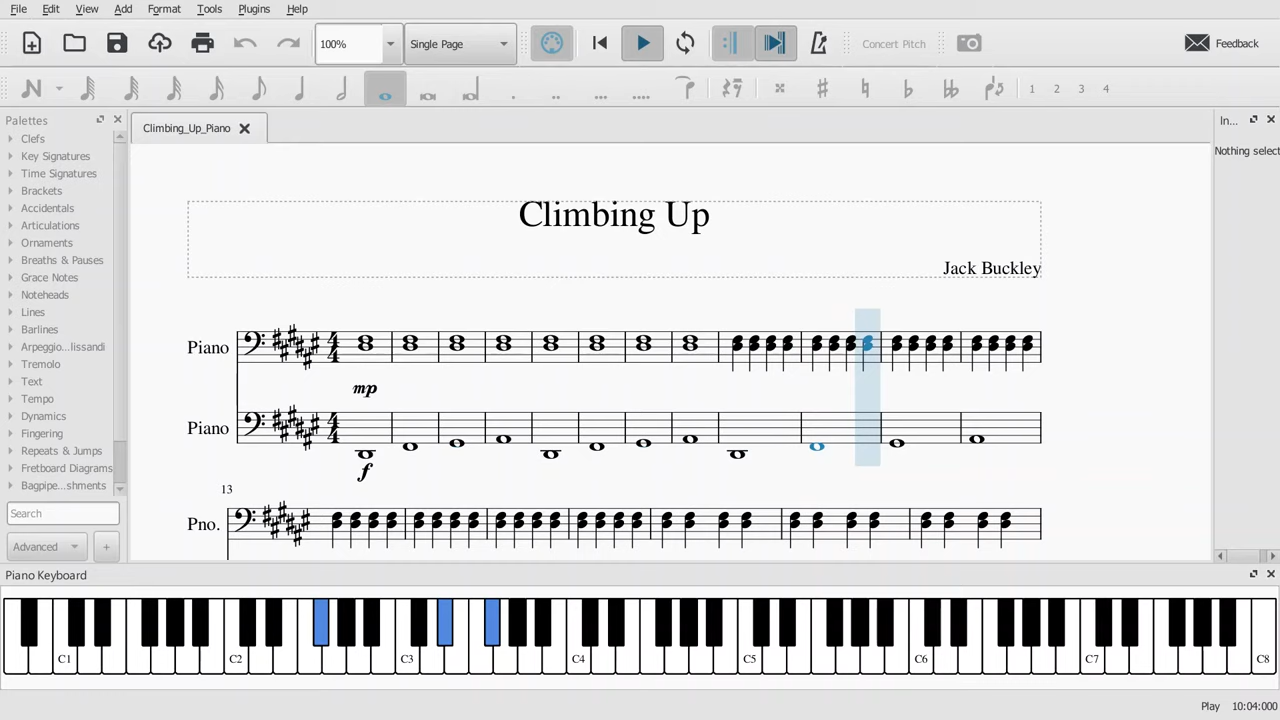 File Edit View Add Format Tools Plugins Help
100% Single Page Concert Pitch Feedback
1 2 3 4
Palettes
Clefs
Key Signatures
Time Signatures
Brackets
Accidentals
Articulations
Ornaments
Breaths & Pauses
Grace Notes
Noteheads
Lines
Barlines
Arpeggio...lissandi
Tremolo
Text
Tempo
Dynamics
Fingering
Repeats & Jumps
Fretboard Diagrams
Bagpipe...shments
Search
Advanced +
Climbing_Up_Piano
Climbing Up
Jack Buckley
Piano
4 4
mp
Piano
4 4
f
13
Pno.
In...
Nothing select
Piano Keyboard
C1 C2 C3 C4 C5 C6 C7 C8
Play 10:04:000